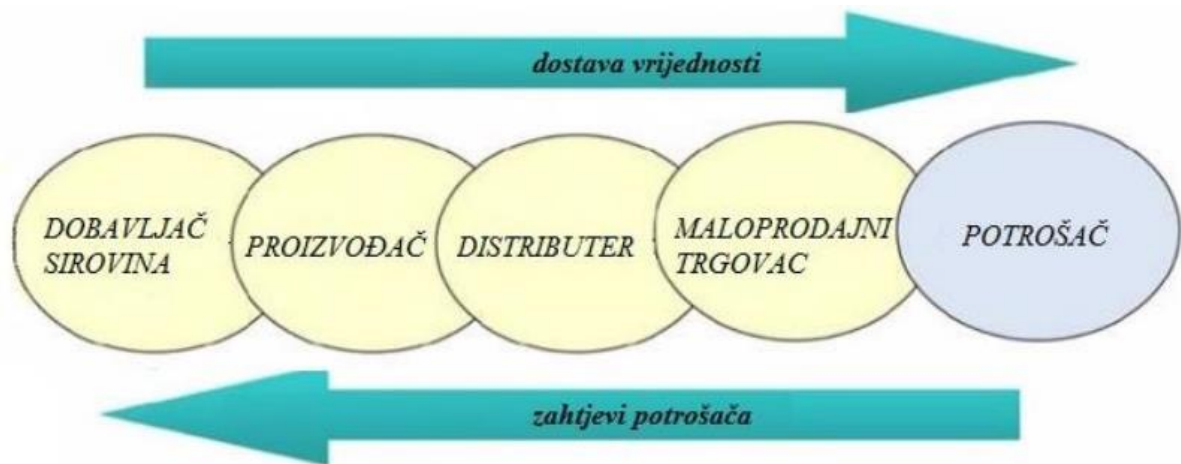 dostava vrijednosti
DOBAVLJAČ
SIROVINA
PROIZVOĐAČ
DISTRIBUTER
MALOPRODAJNI
TRGOVAC
POTROŠAČ
zahtjevi potrošača